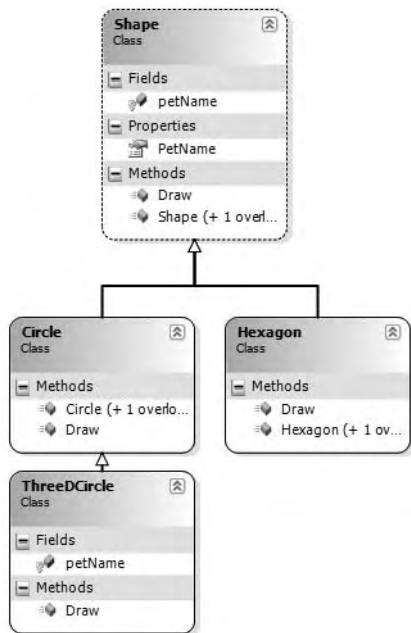 Shape
Class
Fields
petName
Properties
PetName
Methods
Draw
Shape (+ 1 overl...
Circle
Class
Methods
Circle (+ 1 overlo...
Draw
Hexagon
Class
Methods
Draw
Hexagon (+ 1 ov...
ThreeDCircle
Class
Fields
petName
Methods
Draw